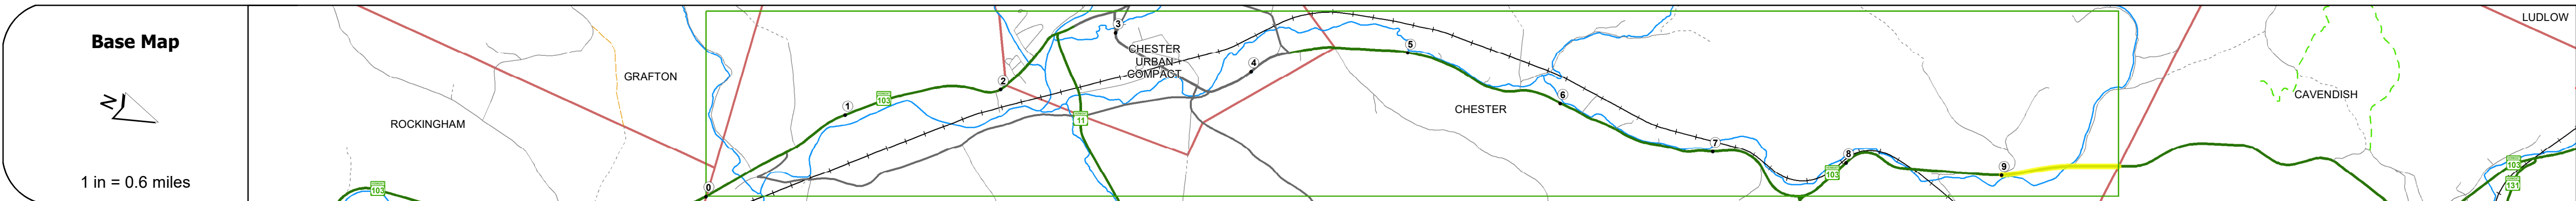 Base Map
N
1 in = 0.6 miles
ROCKINGHAM
103
GRAFTON
0
1
103
2
3
CHESTER
URBAN
COMPACT
11
4
5
CHESTER
6
7
8
103
9
CAVENDISH
LUDLOW
103
131